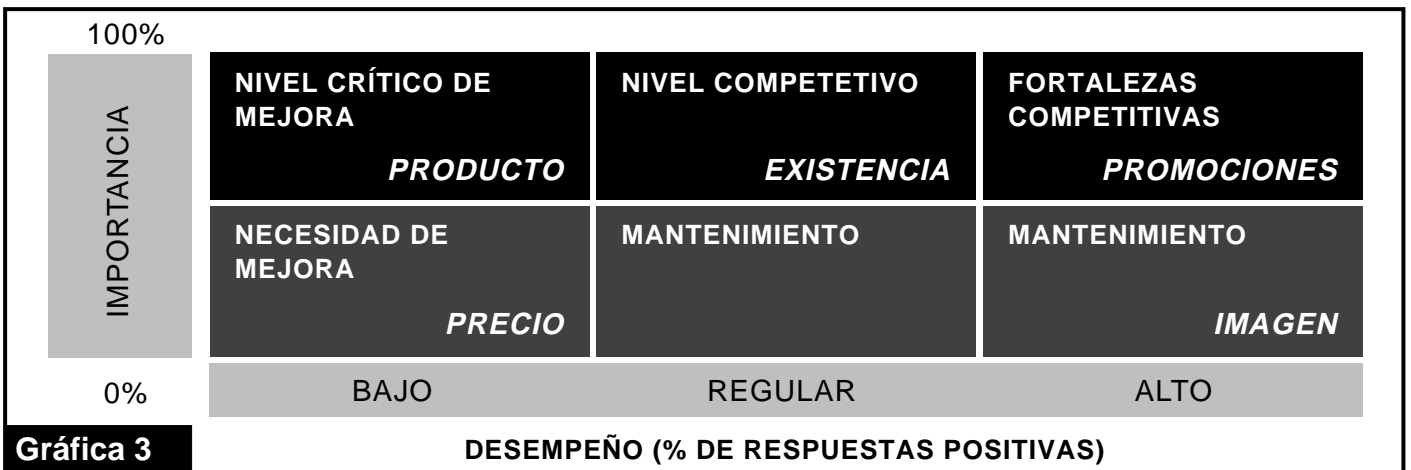 100%
IMPORTANCIA
0%
NIVEL CRÍTICO DE
MEJORA
PRODUCTO
NIVEL COMPETETIVO
EXISTENCIA
FORTALEZAS
COMPETITIVAS
PROMOCIONES
NECESIDAD DE
MEJORA
PRECIO
MANTENIMIENTO
MANTENIMIENTO
IMAGEN
BAJO
REGULAR
ALTO
Gráfica 3
DESEMPEÑO (% DE RESPUESTAS POSITIVAS)